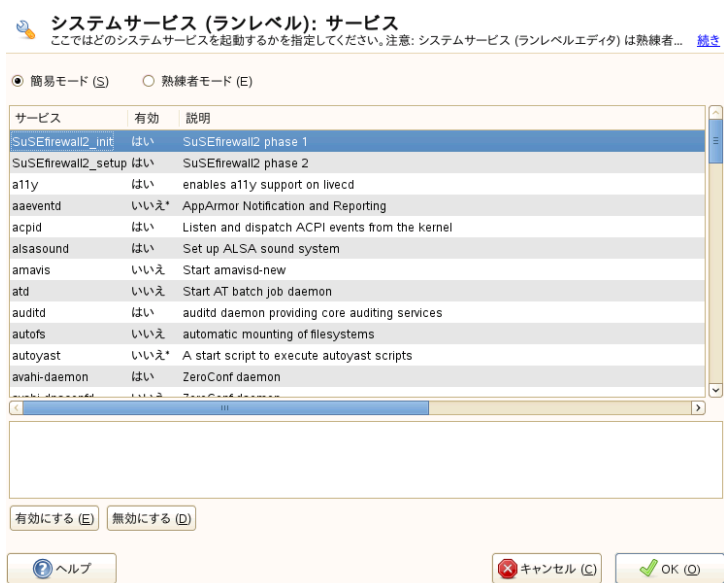 システムサービス (ランレベル): サービス
ここではどのシステムサービスを起動するかを指定してください。注意: システムサービス (ランレベルエディタ) は熟練者... 続き
簡易モード (S) 熟練者モード (E)
サービス 有効 説明
SuSEfirewall2_init はい SuSEfirewall2 phase 1
SuSEfirewall2_setup はい SuSEfirewall2 phase 2
a11y はい enables a11y support on livecd
aaeventd いいえ* AppArmor Notification and Reporting
acpid はい Listen and dispatch ACPI events from the kernel
alsasound はい Set up ALSA sound system
amavis いいえ Start amavisd-new
atd いいえ Start AT batch job daemon
auditd はい auditd daemon providing core auditing services
autofs いいえ automatic mounting of filesystems
autoyast いいえ* A start script to execute autoyast scripts
avahi-daemon はい ZeroConf daemon
avahi-dnsconfd いいえ ZeroConf daemon
有効にする (E) 無効にする (D)
ヘルプ キャンセル (C) OK (O)